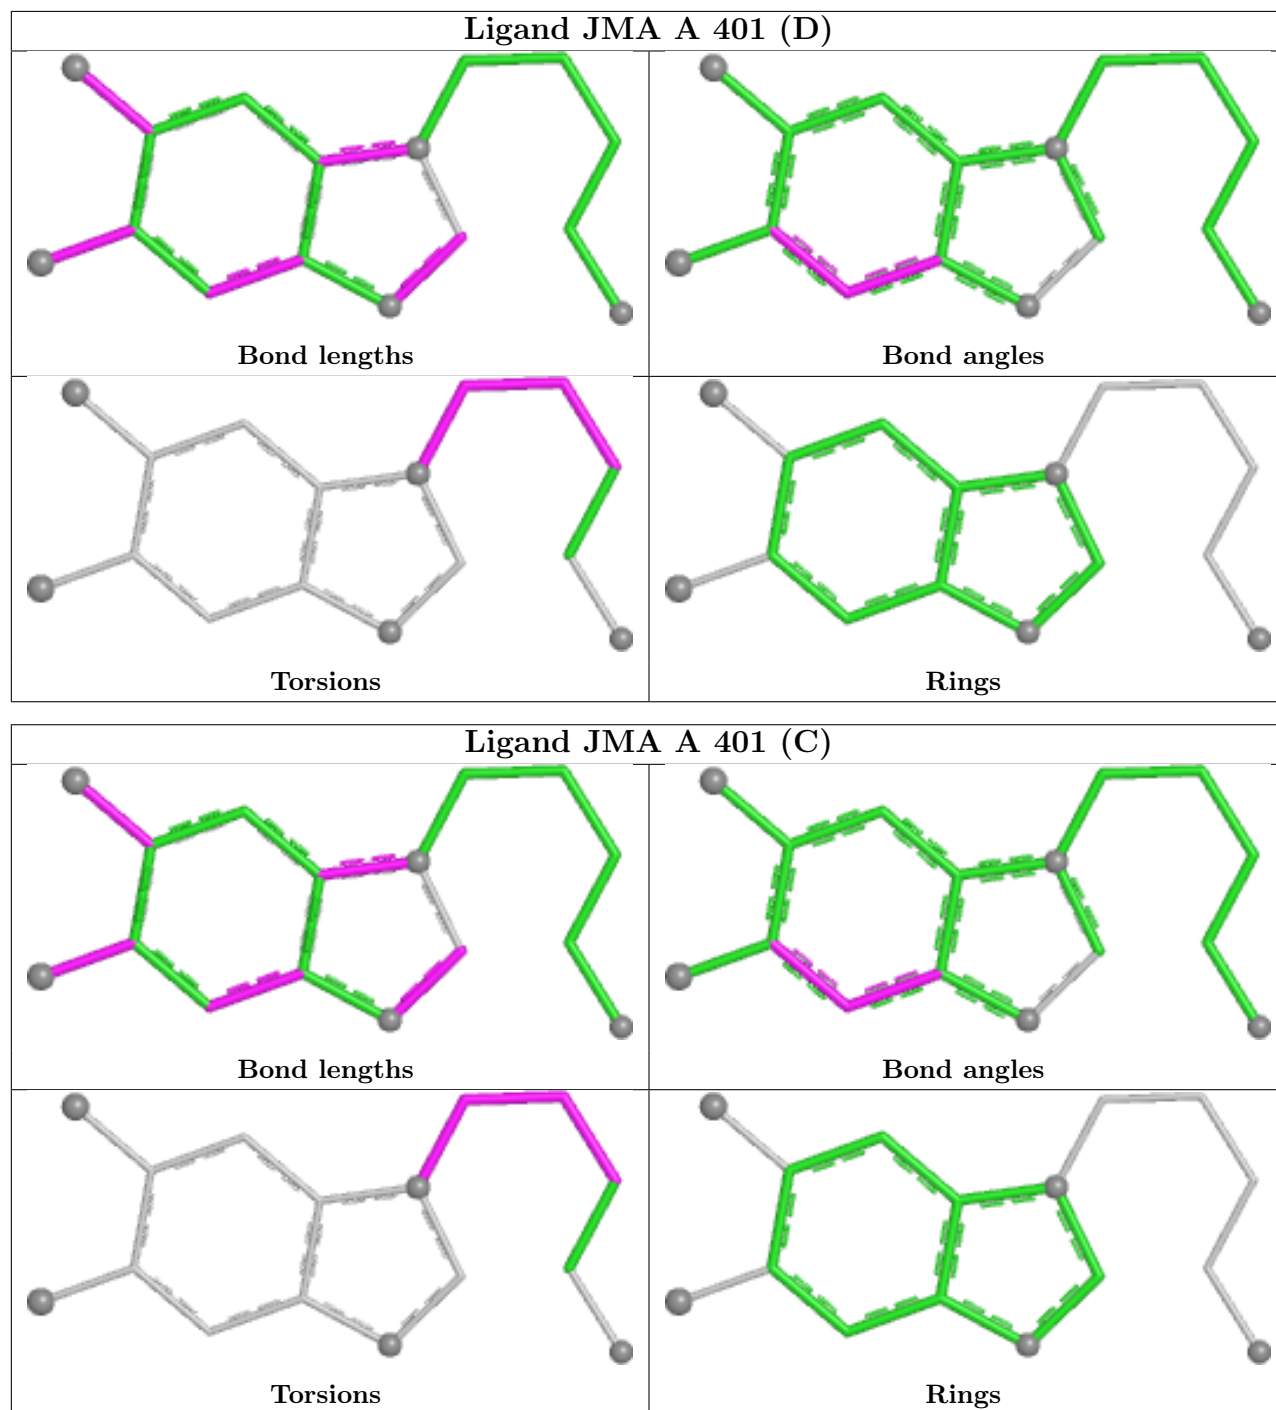 Ligand JMA A 401 (D)
Bond lengths
Bond angles
Torsions
Rings
Ligand JMA A 401 (C)
Bond lengths
Bond angles
Torsions
Rings